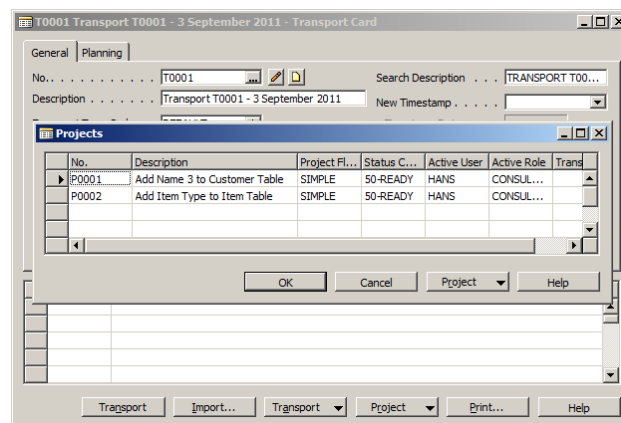 T0001 Transport T0001 - 3 September 2011 - Transport Card
General Planning
No.. . . . . . . . . . . . T0001 ... Search Description . . . TRANSPORT T00...
Description . . . . . . . Transport T0001 - 3 September 2011 New Timestamp . . . . .
Projects
No. Description Project Fl... Status C... Active User Active Role Trans
P0001 Add Name 3 to Customer Table SIMPLE 50-READY HANS CONSUL...
P0002 Add Item Type to Item Table SIMPLE 50-READY HANS CONSUL...
OK Cancel Project Help
Transport Import... Transport Project Print... Help